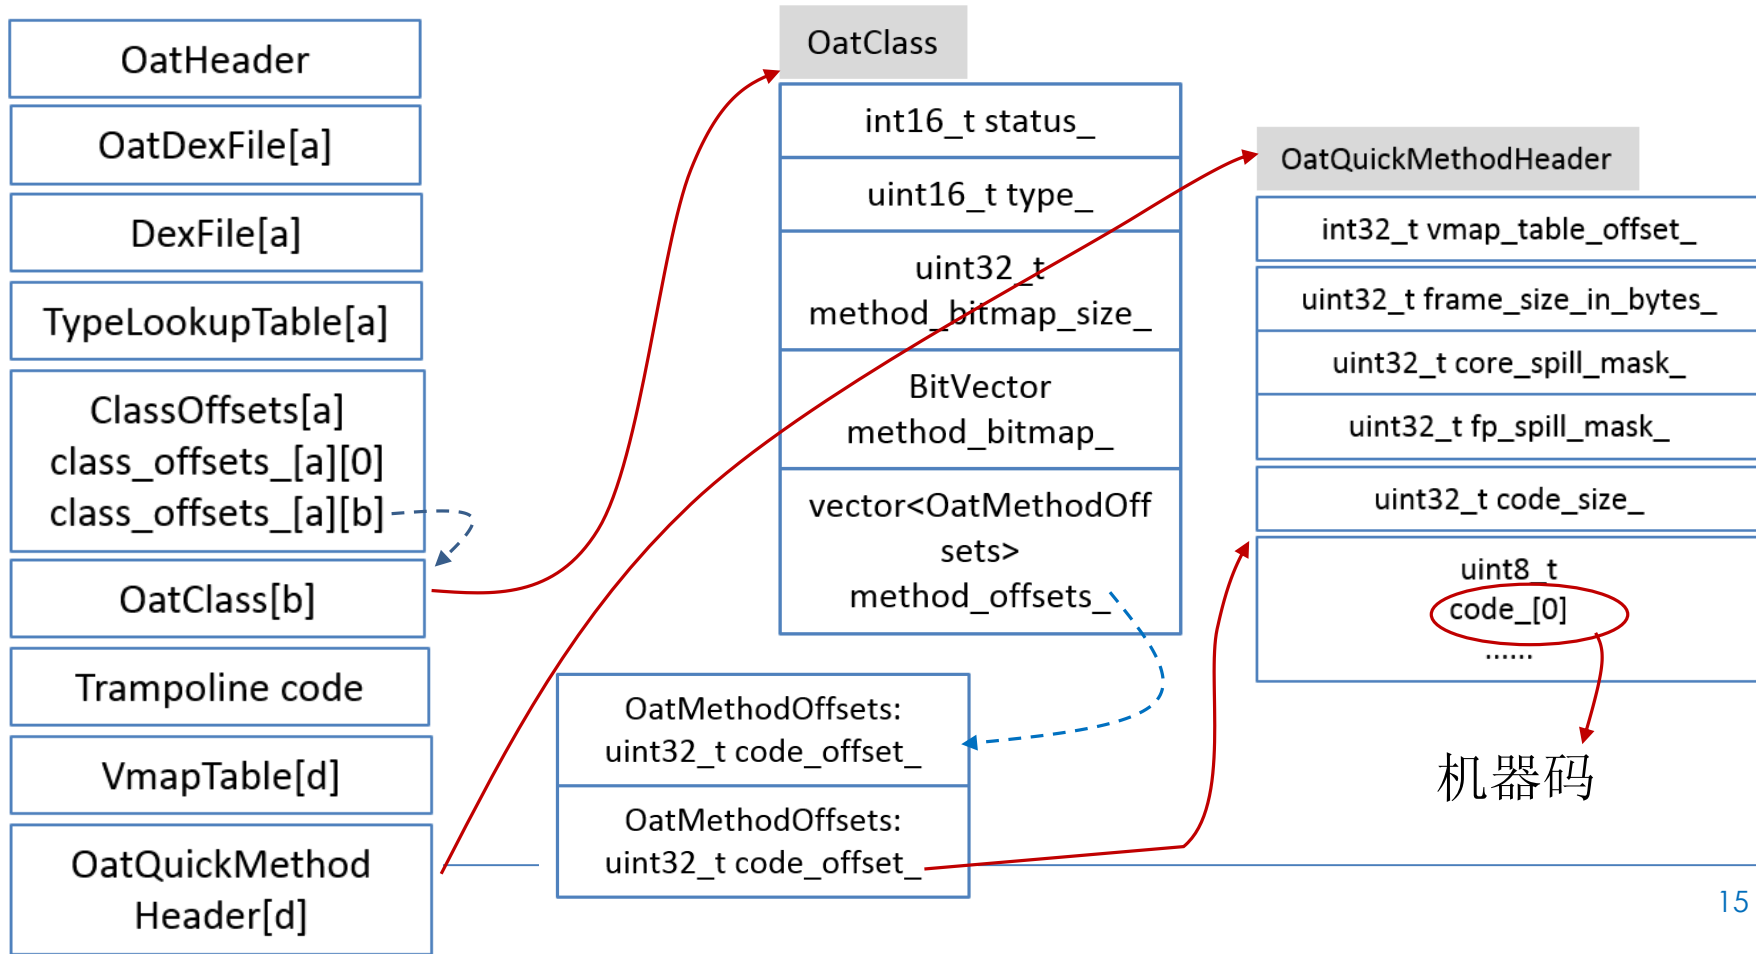 OatHeader
OatDexFile[a]
DexFile[a]
TypeLookupTable[a]
ClassOffsets[a]
class_offsets_[a][0]
class_offsets_[a][b]
OatClass[b]
Trampoline code
VmapTable[d]
OatQuickMethod
Header[d]
OatClass
int16_t status_
uint16_t type_
uint32_t
method_bitmap_size_
BitVector
method_bitmap_
vector<OatMethodOff
sets>
method_offsets_
OatMethodOffsets:
uint32_t code_offset_
OatMethodOffsets:
uint32_t code_offset_
OatQuickMethodHeader
int32_t vmap_table_offset_
uint32_t frame_size_in_bytes_
uint32_t core_spill_mask_
uint32_t fp_spill_mask_
uint32_t code_size_
uint8_t
code_[0]
......
机器码
15